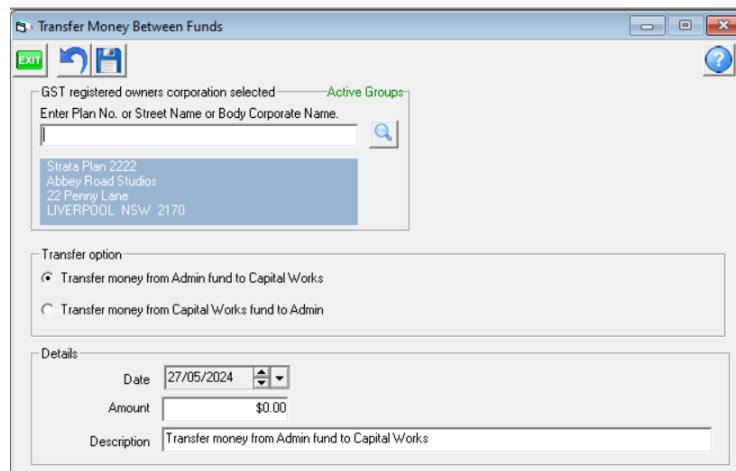 Transfer Money Between Funds
EXIT
?
GST registered owners corporation selected Active Groups
Enter Plan No. or Street Name or Body Corporate Name.
Strata Plan 2222
Abbey Road Studios
22 Penny Lane
LIVERPOOL NSW 2170
Transfer option
Transfer money from Admin fund to Capital Works
Transfer money from Capital Works fund to Admin
Details
Date 27/05/2024
Amount $0.00
Description Transfer money from Admin fund to Capital Works